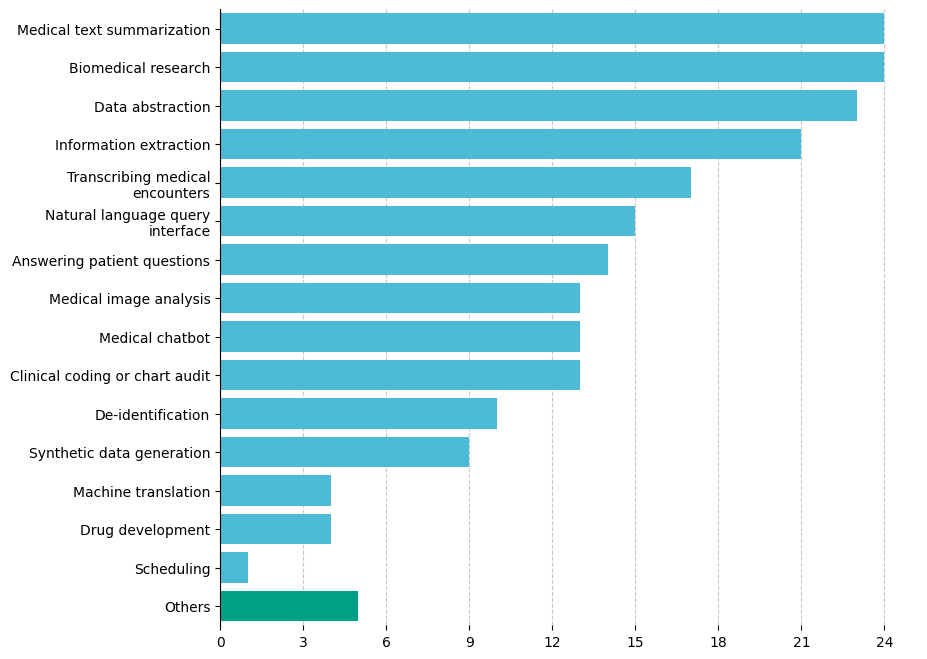 Medical text summarization
Biomedical research
Data abstraction
Information extraction
Transcribing medical
encounters
Natural language query
interface
Answering patient questions
Medical image analysis
Medical chatbot
Clinical coding or chart audit
De-identification
Synthetic data generation
Machine translation
Drug development
Scheduling
Others
0 3 6 9 12 15 18 21 24